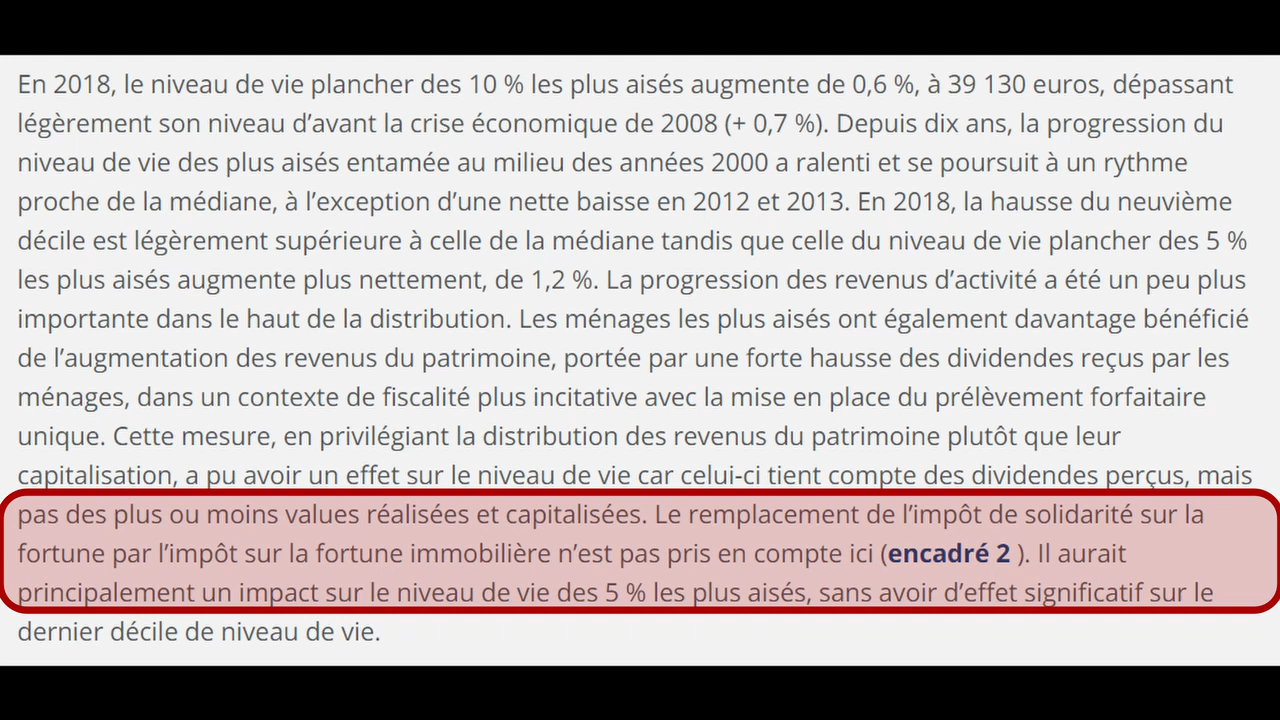 En 2018, le niveau de vie plancher des 10 % les plus aisés augmente de 0,6 %, à 39 130 euros, dépassant
légèrement son niveau d’avant la crise économique de 2008 (+ 0,7 %). Depuis dix ans, la progression du
niveau de vie des plus aisés entamée au milieu des années 2000 a ralenti et se poursuit à un rythme
proche de la médiane, à l’exception d’une nette baisse en 2012 et 2013. En 2018, la hausse du neuvième
décile est légèrement supérieure à celle de la médiane tandis que celle du niveau de vie plancher des 5 %
les plus aisés augmente plus nettement, de 1,2 %. La progression des revenus d’activité a été un peu plus
importante dans le haut de la distribution. Les ménages les plus aisés ont également davantage bénéficié
de l’augmentation des revenus du patrimoine, portée par une forte hausse des dividendes reçus par les
ménages, dans un contexte de fiscalité plus incitative avec la mise en place du prélèvement forfaitaire
unique. Cette mesure, en privilégiant la distribution des revenus du patrimoine plutôt que leur
capitalisation, a pu avoir un effet sur le niveau de vie car celui-ci tient compte des dividendes perçus, mais
pas des plus ou moins values réalisées et capitalisées. Le remplacement de l’impôt de solidarité sur la
fortune par l’impôt sur la fortune immobilière n’est pas pris en compte ici (encadré 2 ). Il aurait
principalement un impact sur le niveau de vie des 5 % les plus aisés, sans avoir d’effet significatif sur le
dernier décile de niveau de vie.